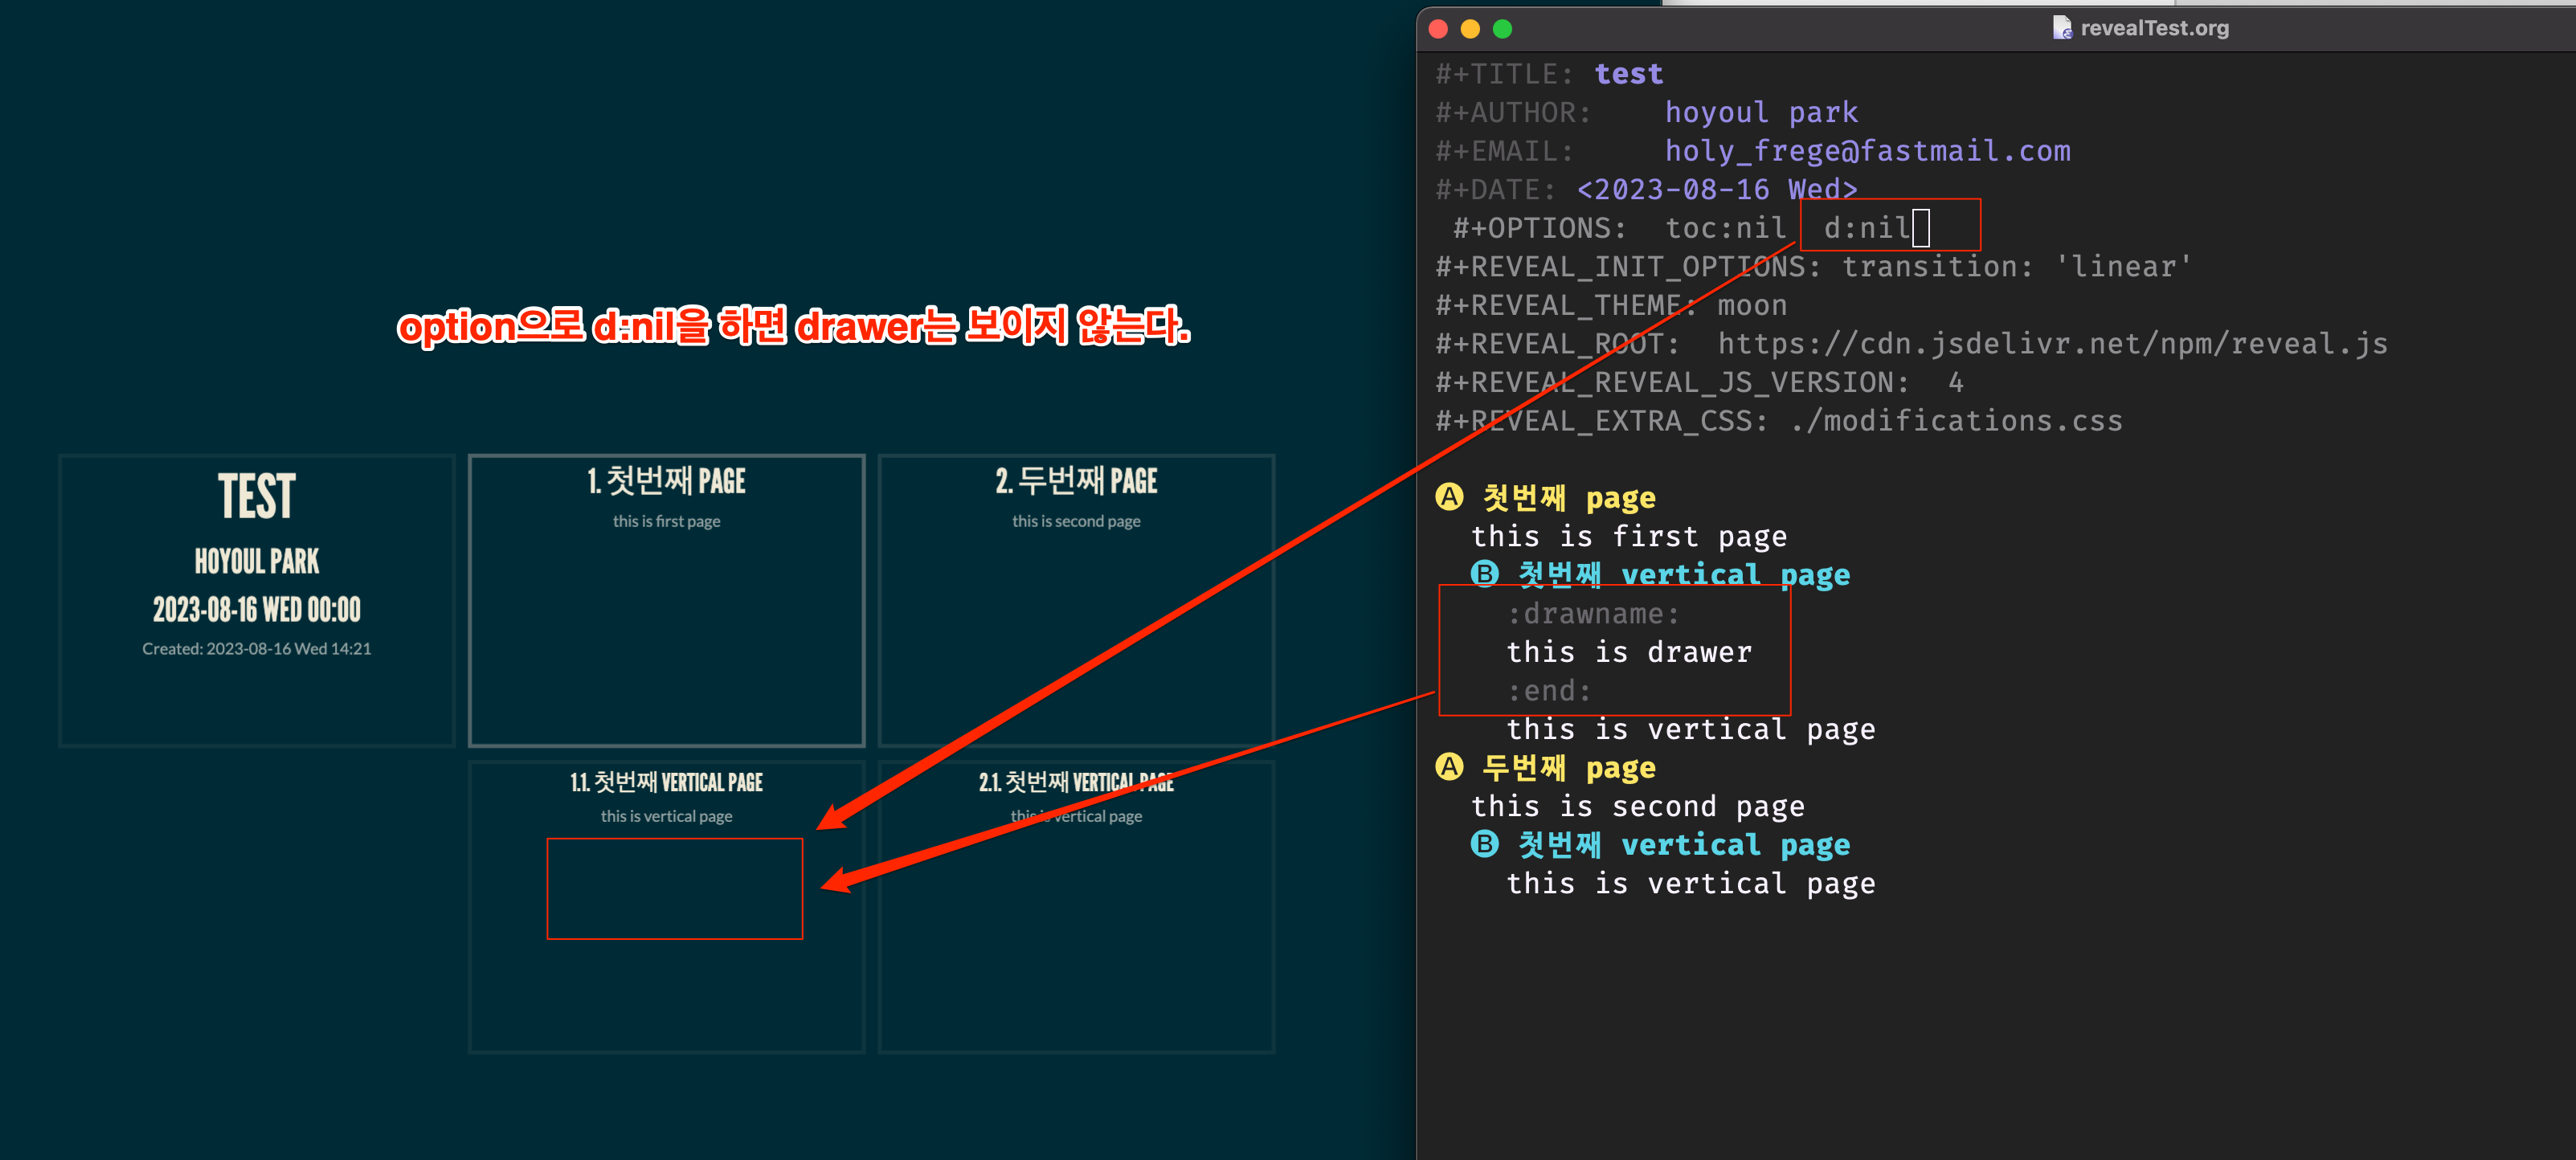 option으로 d:nil을 하면 drawer는 보이지 않는다.
TEST
HOYOUL PARK
2023-08-16 WED 00:00
Created: 2023-08-16 Wed 14:21
1. 첫번째 PAGE
this is first page
2. 두번째 PAGE
this is second page
1.1. 첫번째 VERTICAL PAGE
this is vertical page
2.1. 첫번째 VERTICAL PAGE
this is vertical page
revealTest.org
#+TITLE: test
#+AUTHOR: hoyoul park
#+EMAIL: holy_frege@fastmail.com
#+DATE: <2023-08-16 Wed>
#+OPTIONS: toc:nil d:nil
#+REVEAL_INIT_OPTIONS: transition: 'linear'
#+REVEAL_THEME: moon
#+REVEAL_ROOT: https://cdn.jsdelivr.net/npm/reveal.js
#+REVEAL_REVEAL_JS_VERSION: 4
#+REVEAL_EXTRA_CSS: ./modifications.css
A 첫번째 page
this is first page
B 첫번째 vertical page
:drawname:
this is drawer
:end:
this is vertical page
A 두번째 page
this is second page
B 첫번째 vertical page
this is vertical page